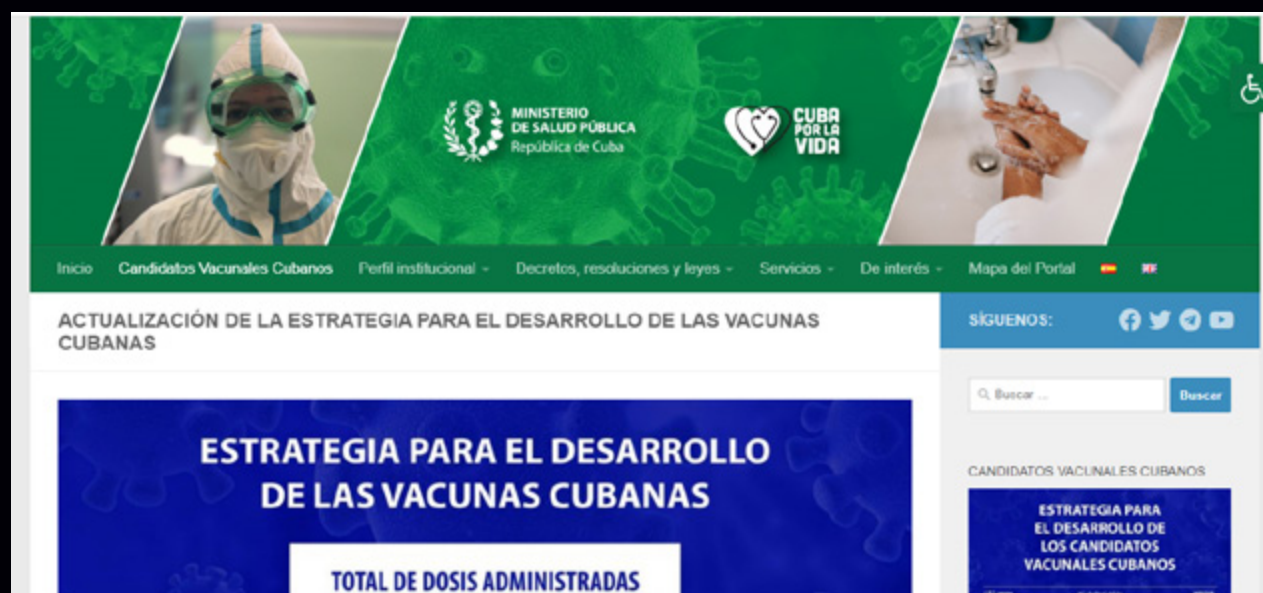 MINISTERIO
DE SALUD PÚBLICA
República de Cuba
CUBA
POR LA
VIDA
Inicio Candidatos Vacunales Cubanos Perfil institucional Decretos, resoluciones y leyes Servicios De interés Mapa del Portal
ACTUALIZACIÓN DE LA ESTRATEGIA PARA EL DESARROLLO DE LAS VACUNAS
CUBANAS
ESTRATEGIA PARA EL DESARROLLO
DE LAS VACUNAS CUBANAS
TOTAL DE DOSIS ADMINISTRADAS
SÍGUENOS:
Buscar ... Buscar
CANDIDATOS VACUNALES CUBANOS
ESTRATEGIA PARA
EL DESARROLLO DE
LOS CANDIDATOS
VACUNALES CUBANOS